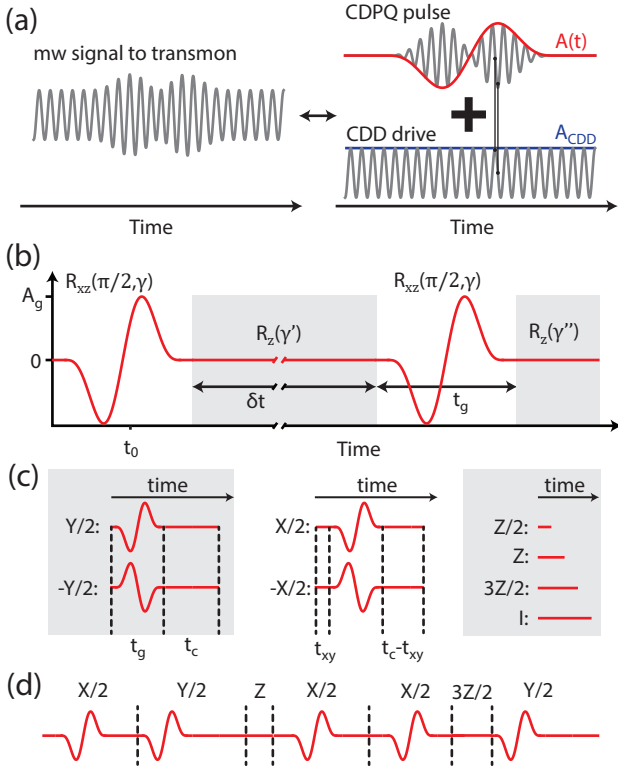 (a)
CDPQ pulse
mw signal to transmon
A(t)
CDD drive
A_CDD
Time
Time
(b)
R_xz(π/2,γ)
R_xz(π/2,γ)
A_g
R_z(γ')
R_z(γ'')
0
δt
t_g
t_0
Time
(c)
time
time
Y/2:
X/2:
Z/2:
Z:
-Y/2:
-X/2:
3Z/2:
I:
t_g
t_c
t_xy
t_c-t_xy
(d)
X/2
Y/2
Z
X/2
X/2
3Z/2
Y/2